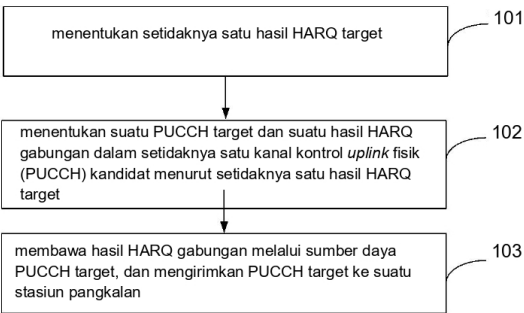 menentukan setidaknya satu hasil HARQ target
101
menentukan suatu PUCCH target dan suatu hasil HARQ
gabungan dalam setidaknya satu kanal kontrol uplink fisik
(PUCCH) kandidat menurut setidaknya satu hasil HARQ
target
102
membawa hasil HARQ gabungan melalui sumber daya
PUCCH target, dan mengirimkan PUCCH target ke suatu
stasiun pangkalan
103